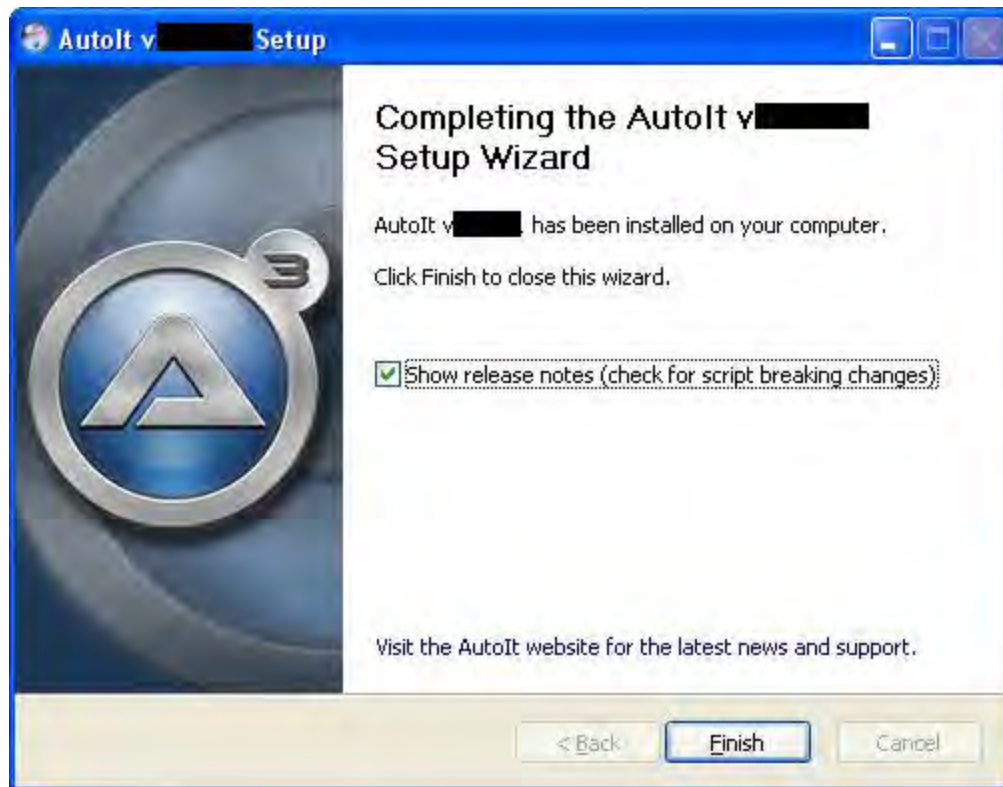 AutoIt v Setup
Completing the AutoIt v
Setup Wizard
AutoIt v has been installed on your computer.
Click Finish to close this wizard.
3
Show release notes (check for script breaking changes)
Visit the AutoIt website for the latest news and support.
< Back
Finish
Cancel